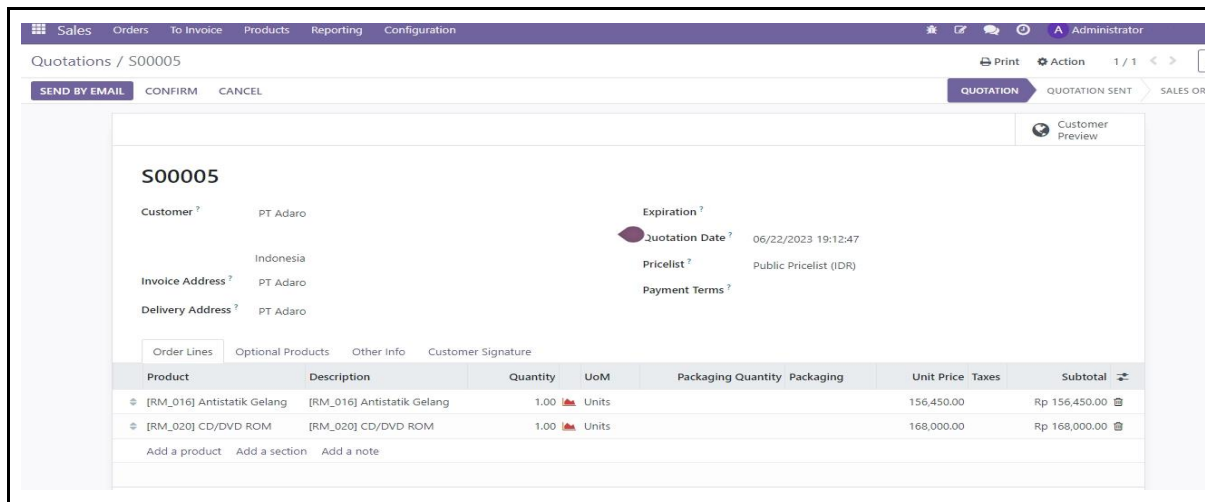 Sales Orders To Invoice Products Reporting Configuration A Administrator
Quotations / S00005 Print Action 1 / 1
SEND BY EMAIL CONFIRM CANCEL QUOTATION QUOTATION SENT SALES OR
Customer
Preview
S00005
Customer ? PT Adaro Expiration ?
Quotation Date ? 06/22/2023 19:12:47
Indonesia
Pricelist ? Public Pricelist (IDR)
Invoice Address ? PT Adaro
Payment Terms ?
Delivery Address ? PT Adaro
Order Lines Optional Products Other Info Customer Signature
Product Description Quantity UoM Packaging Quantity Packaging Unit Price Taxes Subtotal
[RM_016] Antistatik Gelang [RM_016] Antistatik Gelang 1.00 Units 156,450.00 Rp 156,450.00
[RM_020] CD/DVD ROM [RM_020] CD/DVD ROM 1.00 Units 168,000.00 Rp 168,000.00
Add a product Add a section Add a note